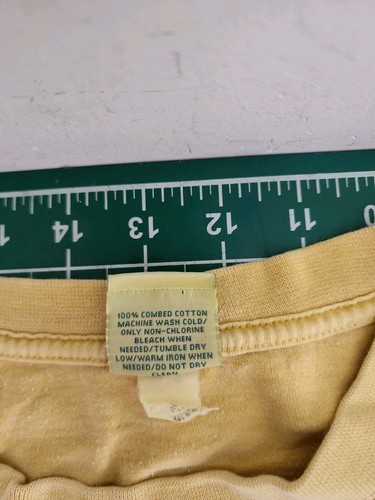 14 13 12 11
100% COMBED COTTON
MACHINE WASH COLD/
ONLY NON-CHLORINE
BLEACH WHEN
NEEDED/TUMBLE DRY
LOW/WARM IRON WHEN
NEEDED/DO NOT DRY
CLEAN